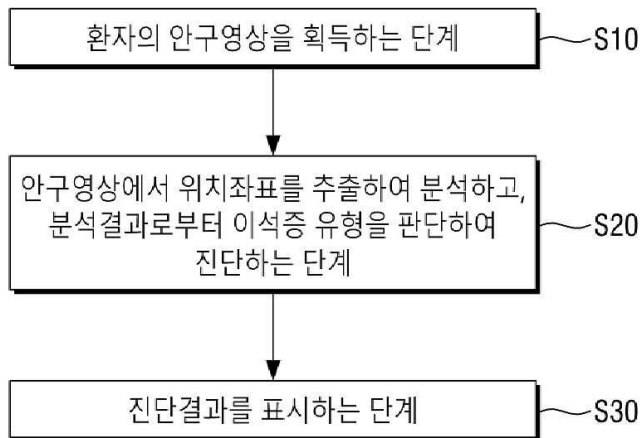 환자의 안구영상을 획득하는 단계
S10
안구영상에서 위치좌표를 추출하여 분석하고,
분석결과로부터 이석증 유형을 판단하여
진단하는 단계
S20
진단결과를 표시하는 단계
S30